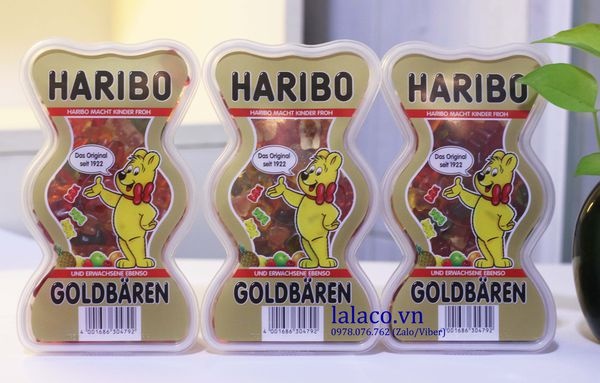 HARIBO
HARIBO MACHT KINDER FROH
Das Original
seit 1922
UND ERWACHSENE EBENSO
GOLDBÄREN
4 001686 304792
HARIBO
HARIBO MACHT KINDER FROH
Das Original
seit 1922
UND ERWACHSENE EBENSO
GOLDBÄREN
4 001686 304792
HARIBO
HARIBO MACHT KINDER FROH
Das Original
seit 1922
UND ERWACHSENE EBENSO
GOLDBÄREN
4 001686 304792
lalaco.vn
0978.076.762 (Zalo/Viber)